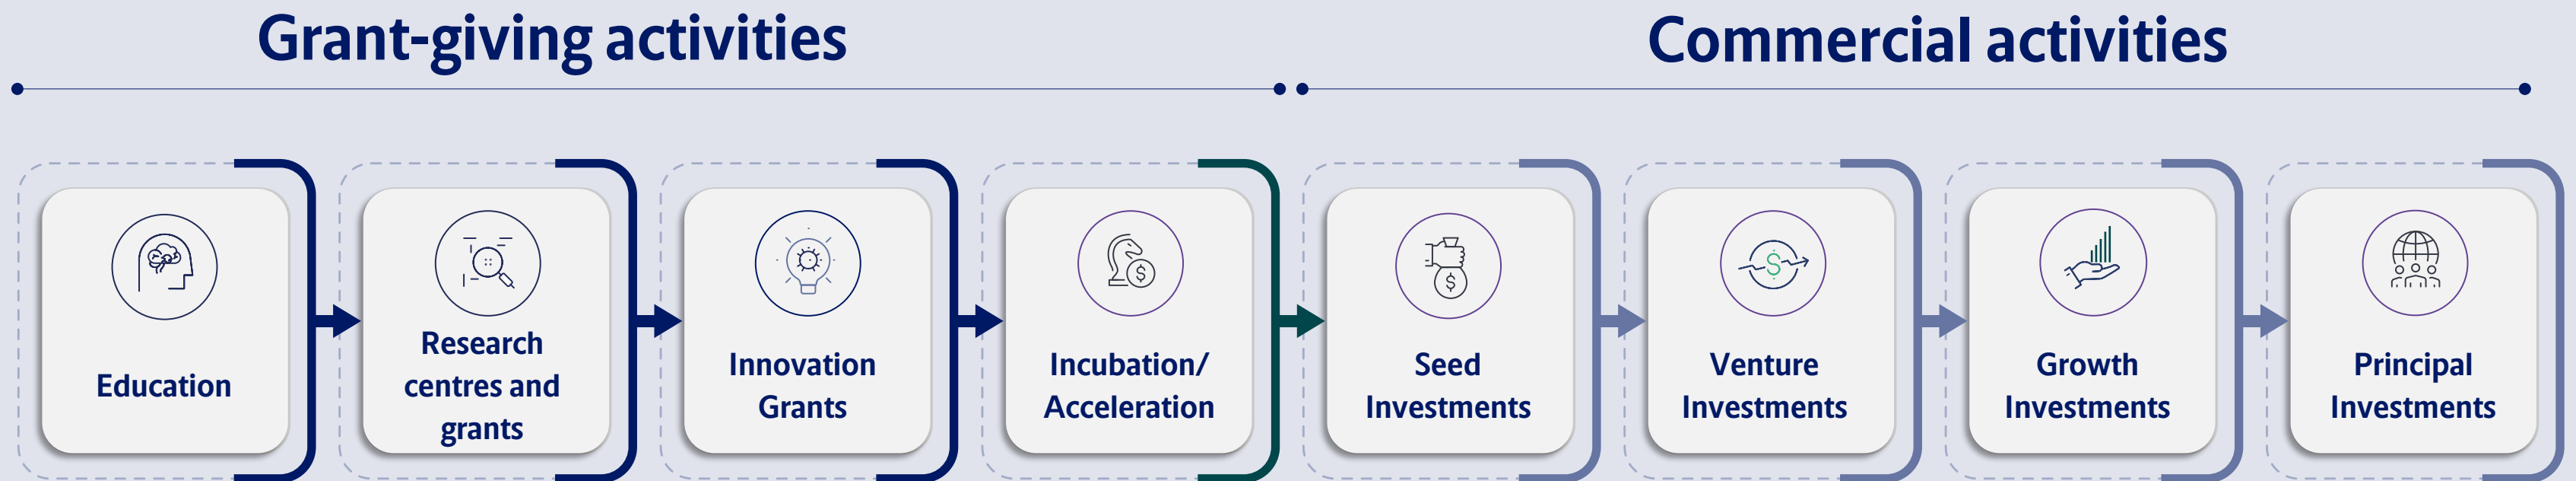 Grant-giving activities
Commercial activities
Education
Research
centres and
grants
Innovation
Grants
Incubation/
Acceleration
Seed
Investments
Venture
Investments
Growth
Investments
Principal
Investments